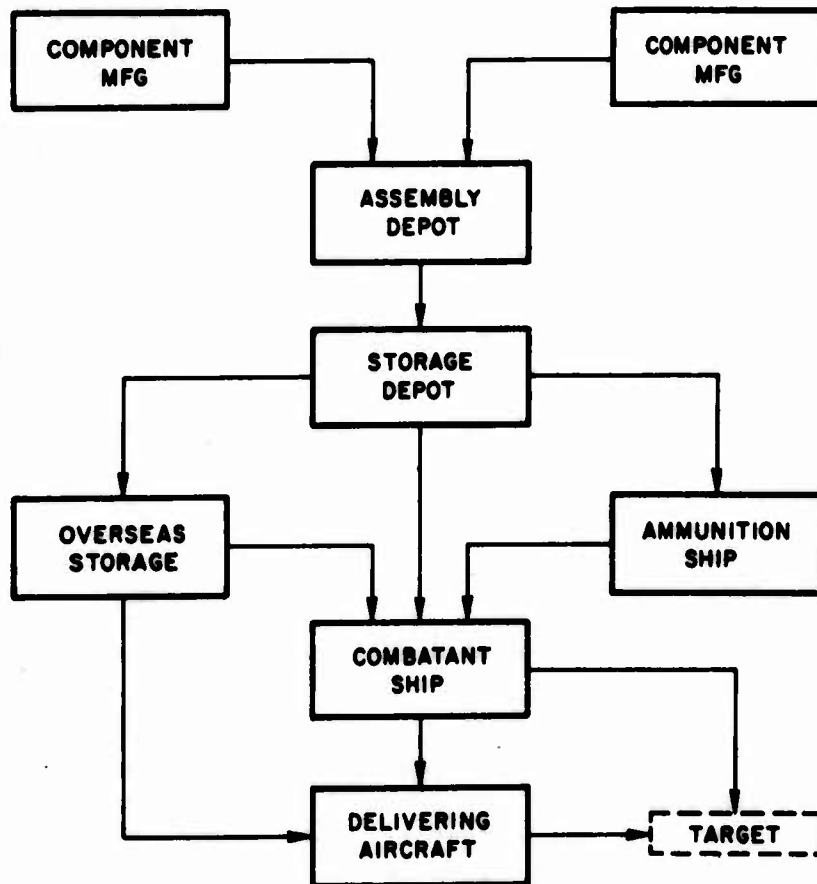 COMPONENT
MFG
COMPONENT
MFG
ASSEMBLY
DEPOT
STORAGE
DEPOT
OVERSEAS
STORAGE
AMMUNITION
SHIP
COMBATANT
SHIP
DELIVERING
AIRCRAFT
TARGET